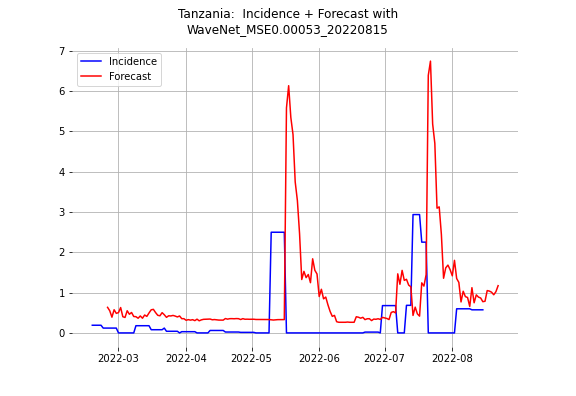 Tanzania:  Incidence + Forecast with
WaveNet_MSE0.00053_20220815
Incidence
Forecast
7
6
5
4
3
2
1
0
2022-03 2022-04 2022-05 2022-06 2022-07 2022-08